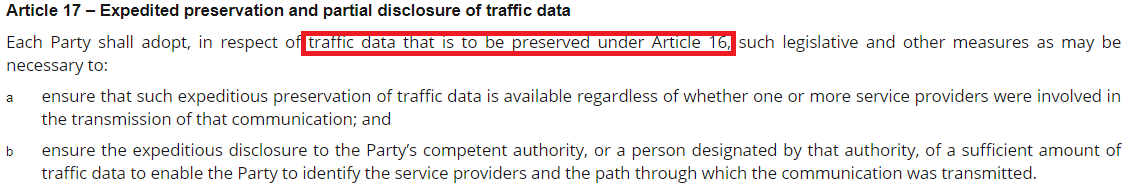 Article 17 – Expedited preservation and partial disclosure of traffic data
Each Party shall adopt, in respect of traffic data that is to be preserved under Article 16, such legislative and other measures as may be
necessary to:
a ensure that such expeditious preservation of traffic data is available regardless of whether one or more service providers were involved in
the transmission of that communication; and
b ensure the expeditious disclosure to the Party's competent authority, or a person designated by that authority, of a sufficient amount of
traffic data to enable the Party to identify the service providers and the path through which the communication was transmitted.